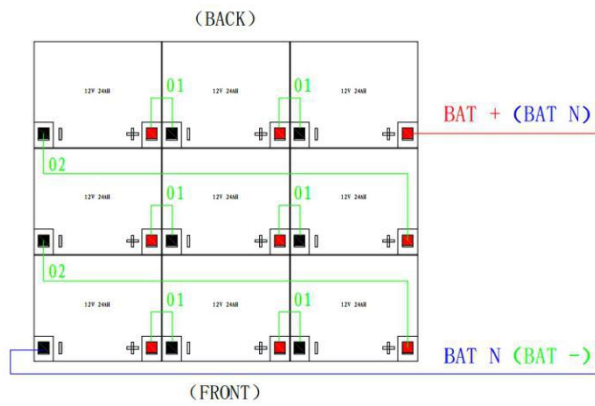 (BACK)
01 01
12V 24AH 12V 24AH 12V 24AH
BAT + (BAT N)
02
01 01
12V 24AH 12V 24AH 12V 24AH
02
01 01
12V 24AH 12V 24AH 12V 24AH
BAT N (BAT -)
(FRONT)